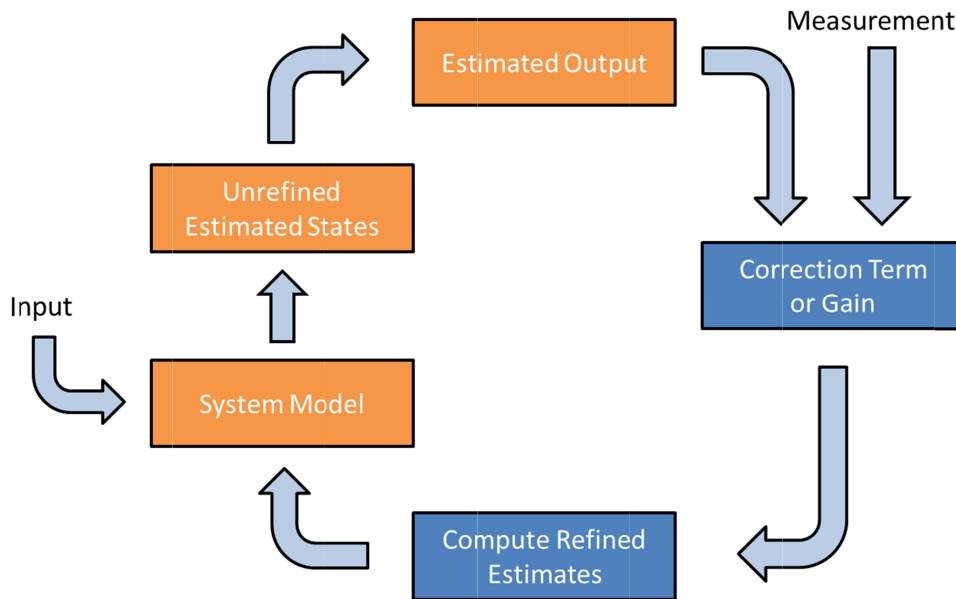 Measurement
Estimated Output
Unrefined
Estimated States
Correction Term
or Gain
Input
System Model
Compute Refined
Estimates